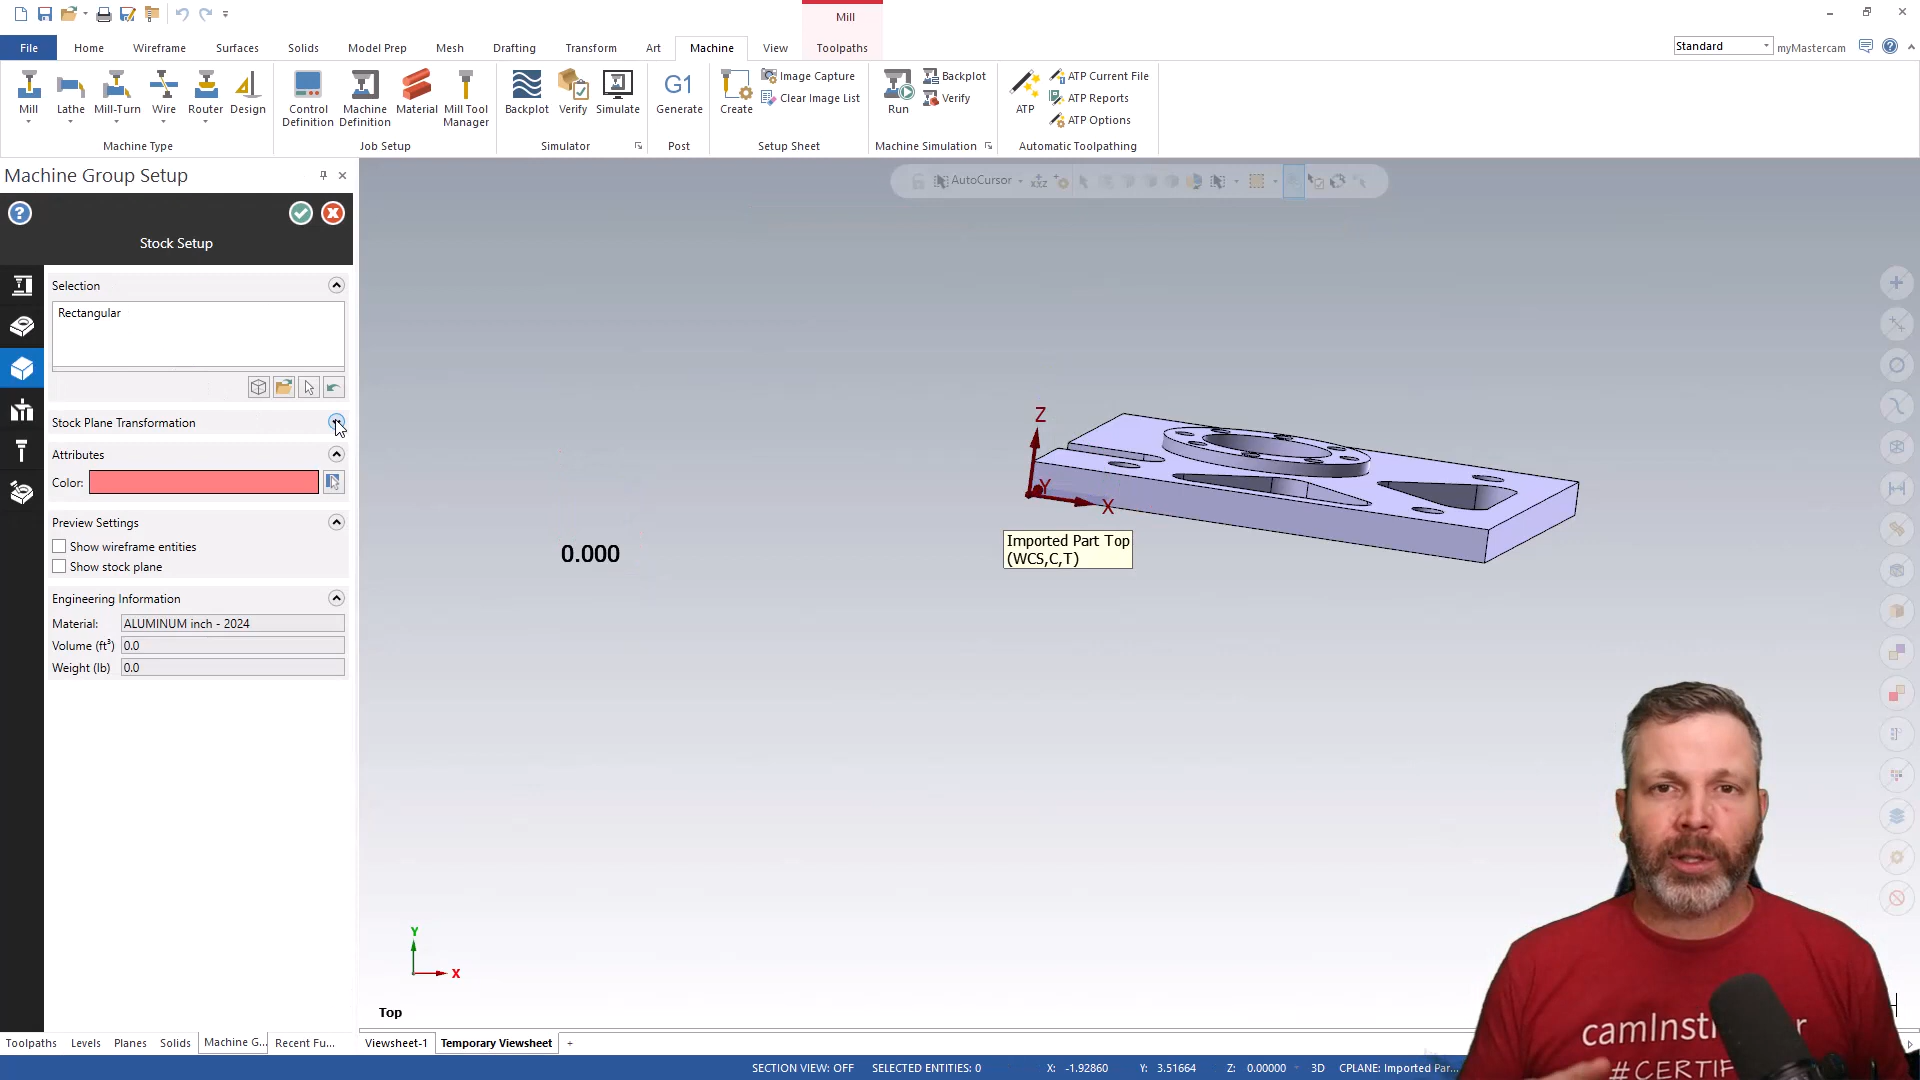 Mill
File
Home
Wireframe
Surfaces
Solids
Model Prep
Mesh
Drafting
Transform
Art
Machine
View
Toolpaths
Standard
myMastercam
Mill
Lathe
Mill-Turn
Wire
Router
Design
Machine Type
Control
Definition
Machine
Definition
Material
Mill Tool
Manager
Job Setup
Backplot
Verify
Simulate
Simulator
G1
Generate
Post
Create
Image Capture
Clear Image List
Setup Sheet
Run
Backplot
Verify
Machine Simulation
ATP
ATP Current File
ATP Reports
ATP Options
Automatic Toolpathing
Machine Group Setup
AutoCursor
Stock Setup
Selection
Rectangular
Stock Plane Transformation
Attributes
Color:
Preview Settings
Show wireframe entities
Show stock plane
Engineering Information
Material:
ALUMINUM inch - 2024
Volume (ft³)
0.0
Weight (lb)
0.0
0.000
Z
Y
X
Imported Part Top
(WCS,C,T)
Y
X
Top
Toolpaths
Levels
Planes
Solids
Machine G...
Recent Fu...
Viewsheet-1
Temporary Viewsheet
+
SECTION VIEW: OFF
SELECTED ENTITIES: 0
X: -1.92860
Y: 3.51664
Z: 0.00000
3D
CPLANE: Imported Par...